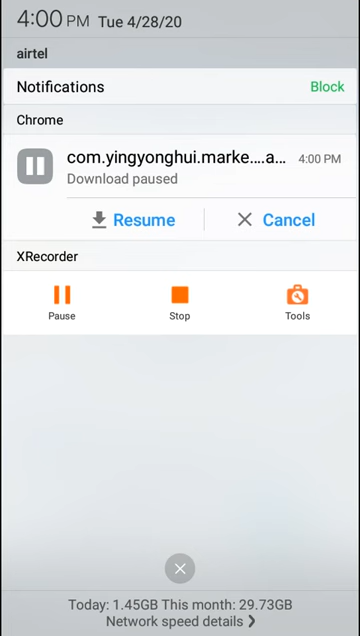 4:00 PM Tue 4/28/20
airtel
Notifications Block
Chrome
com.yingyonghui.marke....a... 4:00 PM
Download paused
Resume Cancel
XRecorder
Pause Stop Tools
Today: 1.45GB This month: 29.73GB
Network speed details